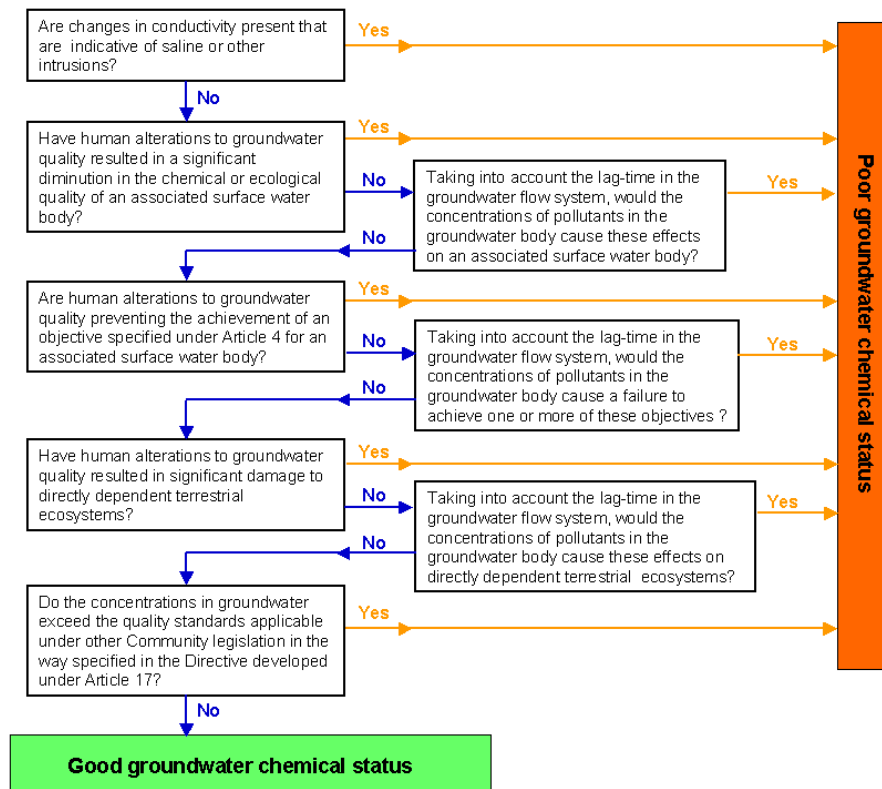 Are changes in conductivity present that
are indicative of saline or other
intrusions?
Yes
No
Have human alterations to groundwater
quality resulted in a significant
diminution in the chemical or ecological
quality of an associated surface water
body?
Yes
No
Taking into account the lag-time in the
groundwater flow system, would the
concentrations of pollutants in the
groundwater body cause these effects
on an associated surface water body?
Yes
No
Are human alterations to groundwater
quality preventing the achievement of an
objective specified under Article 4 for an
associated surface water body?
Yes
No
Taking into account the lag-time in the
groundwater flow system, would the
concentrations of pollutants in the
groundwater body cause a failure to
achieve one or more of these objectives ?
Yes
No
Have human alterations to groundwater
quality resulted in significant damage to
directly dependent terrestrial
ecosystems?
Yes
No
Taking into account the lag-time in the
groundwater flow system, would the
concentrations of pollutants in the
groundwater body cause these effects on
directly dependent terrestrial ecosystems?
Yes
No
Do the concentrations in groundwater
exceed the quality standards applicable
under other Community legislation in the
way specified in the Directive developed
under Article 17?
Yes
No
Good groundwater chemical status
Poor groundwater chemical status